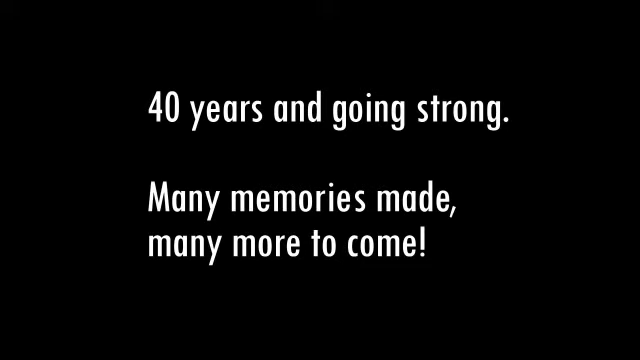 40 years and going strong.
Many memories made,
many more to come!